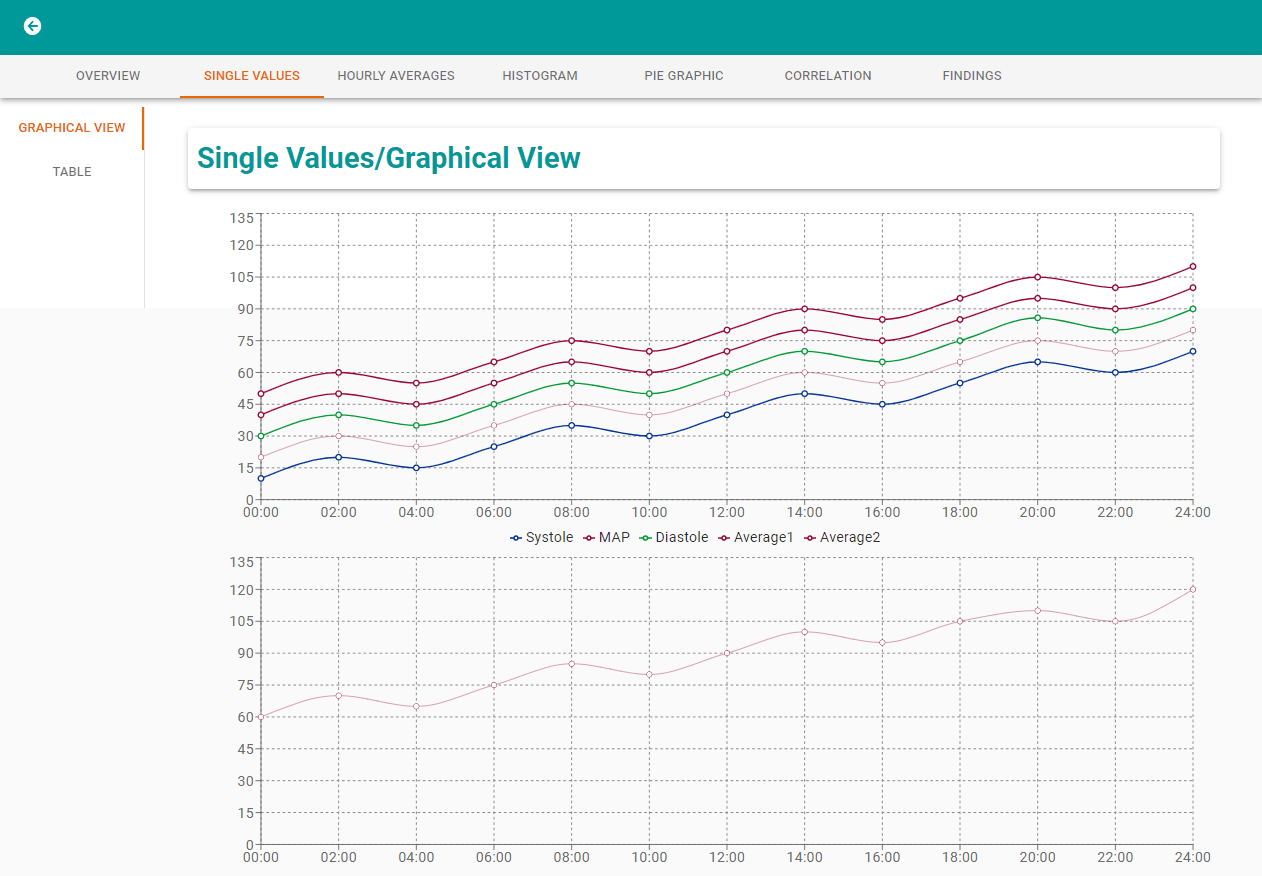 OVERVIEW SINGLE VALUES HOURLY AVERAGES HISTOGRAM PIE GRAPHIC CORRELATION FINDINGS
GRAPHICAL VIEW
TABLE
Single Values/Graphical View
135
120
105
90
75
60
45
30
15
0
00:00 02:00 04:00 06:00 08:00 10:00 12:00 14:00 16:00 18:00 20:00 22:00 24:00
Systole MAP Diastole Average1 Average2
135
120
105
90
75
60
45
30
15
0
00:00 02:00 04:00 06:00 08:00 10:00 12:00 14:00 16:00 18:00 20:00 22:00 24:00